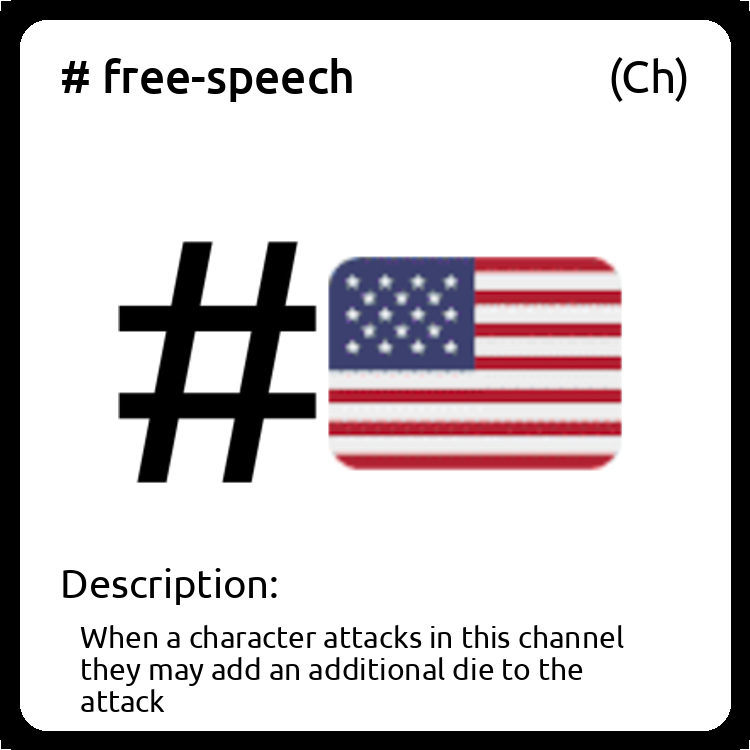 # free-speech (Ch)
#
Description:
When a character attacks in this channel
they may add an additional die to the
attack